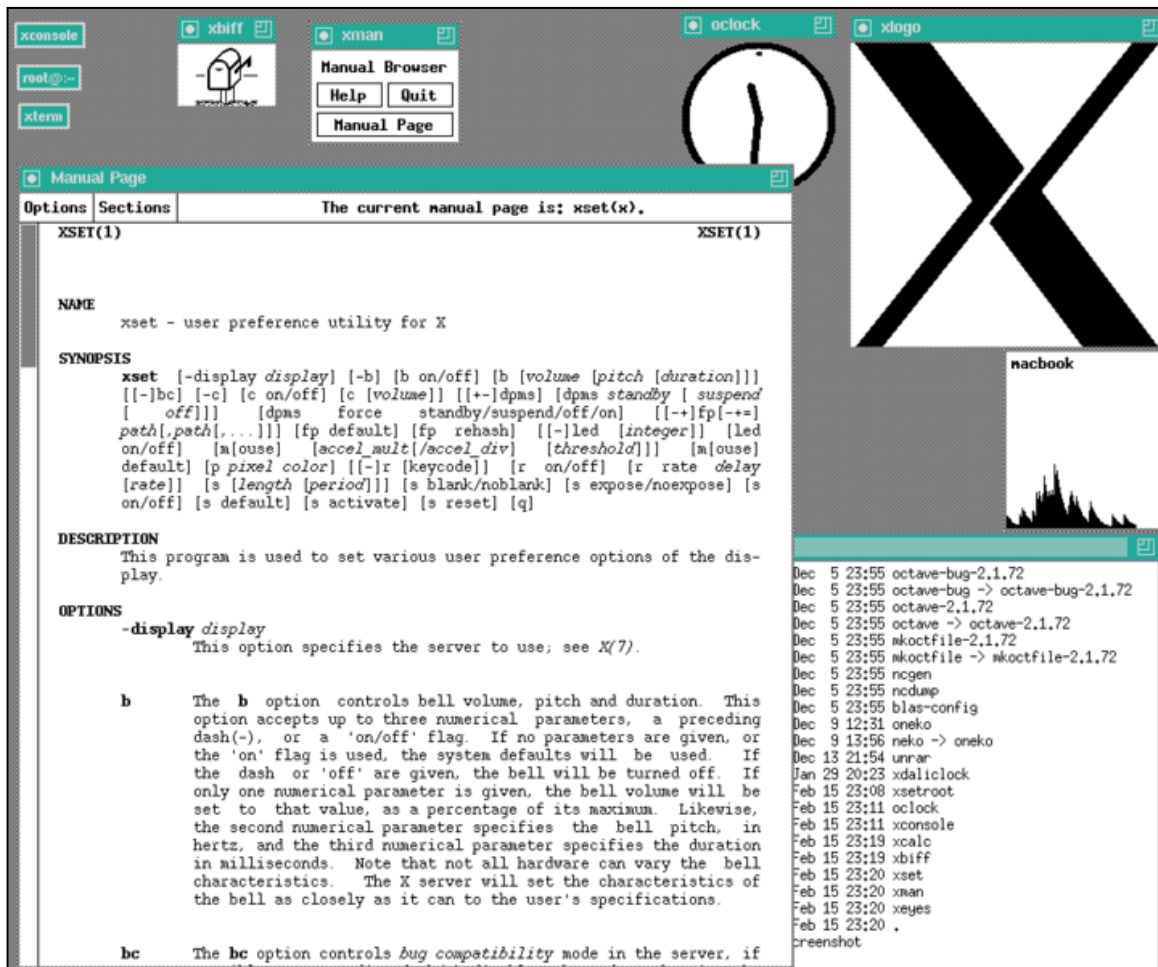 xconsole
root@:~
xterm
xbiff
xman
Manual Browser
Help Quit
Manual Page
oclock
xlogo
Manual Page
Options Sections The current manual page is: xset(x).
XSET(1) XSET(1)
NAME
xset - user preference utility for X
SYNOPSIS
xset [-display display] [-b] [b on/off] [b [volume [pitch [duration]]]
[[-]bc] [-c] [c on/off] [c [volume]] [[+-]dpms] [dpms standby [ suspend
[ off]]] [dpms force standby/suspend/off/on] [[-+]fp[-+=]
path[,path[,...]]] [fp default] [fp rehash] [[-]led [integer]] [led
on/off] [m[ouse] [accel_mult[/accel_div] [threshold]]] [m[ouse]
default] [p pixel color] [[-]r [keycode]] [r on/off] [r rate delay
[rate]] [s [length [period]]] [s blank/noblank] [s expose/noexpose] [s
on/off] [s default] [s activate] [s reset] [q]
DESCRIPTION
This program is used to set various user preference options of the dis-
play.
OPTIONS
-display display
This option specifies the server to use; see X(7).
b The b option controls bell volume, pitch and duration. This
option accepts up to three numerical parameters, a preceding
dash(-), or a 'on/off' flag. If no parameters are given, or
the 'on' flag is used, the system defaults will be used. If
the dash or 'off' are given, the bell will be turned off. If
only one numerical parameter is given, the bell volume will be
set to that value, as a percentage of its maximum. Likewise,
the second numerical parameter specifies the bell pitch, in
hertz, and the third numerical parameter specifies the duration
in milliseconds. Note that not all hardware can vary the bell
characteristics. The X server will set the characteristics of
the bell as closely as it can to the user's specifications.
bc The bc option controls bug compatibility mode in the server, if
macbook
Dec 5 23:55 octave-bug-2.1.72
Dec 5 23:55 octave-bug -> octave-bug-2.1.72
Dec 5 23:55 octave-2.1.72
Dec 5 23:55 octave -> octave-2.1.72
Dec 5 23:55 mkoctfile-2.1.72
Dec 5 23:55 mkoctfile -> mkoctfile-2.1.72
Dec 5 23:55 ncgen
Dec 5 23:55 ncdump
Dec 5 23:55 blas-config
Dec 9 12:31 oneko
Dec 9 13:56 neko -> oneko
Dec 13 21:54 unrar
Jan 29 20:23 xdaliclock
Feb 15 23:08 xsetroot
Feb 15 23:11 oclock
Feb 15 23:11 xconsole
Feb 15 23:19 xcalc
Feb 15 23:19 xbiff
Feb 15 23:20 xset
Feb 15 23:20 xman
Feb 15 23:20 xeyes
Feb 15 23:20 .
creenshot